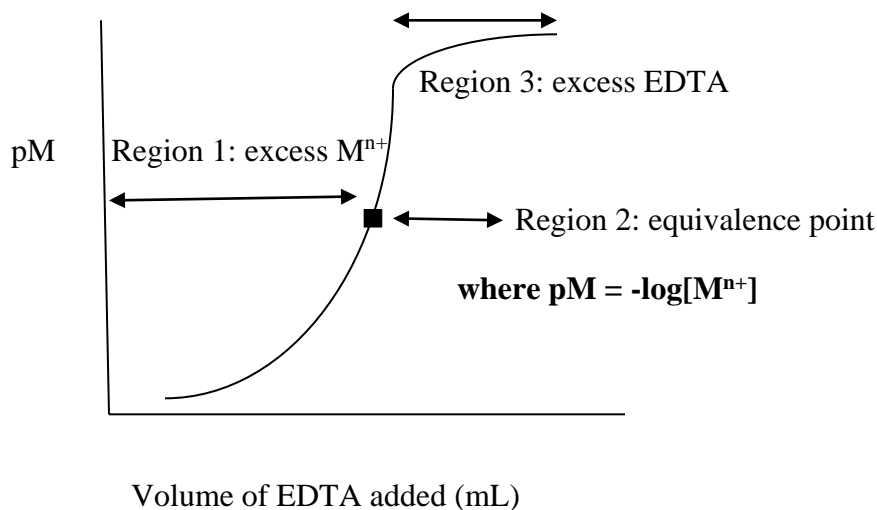 Region 3: excess EDTA
pM
Region 1: excess Mⁿ⁺
Region 2: equivalence point
where pM = -log[Mⁿ⁺]
Volume of EDTA added (mL)